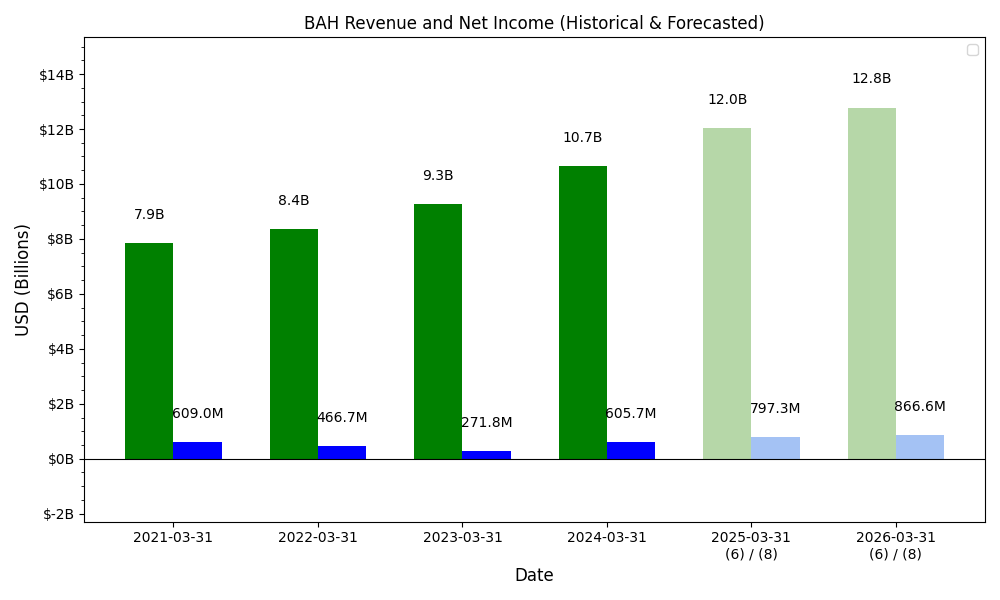 BAH Revenue and Net Income (Historical & Forecasted)
USD (Billions)
$14B
$12B
$10B
$8B
$6B
$4B
$2B
$0B
$-2B
7.9B
609.0M
8.4B
466.7M
9.3B
271.8M
10.7B
605.7M
12.0B
797.3M
12.8B
866.6M
2021-03-31
2022-03-31
2023-03-31
2024-03-31
2025-03-31
(6) / (8)
2026-03-31
(6) / (8)
Date